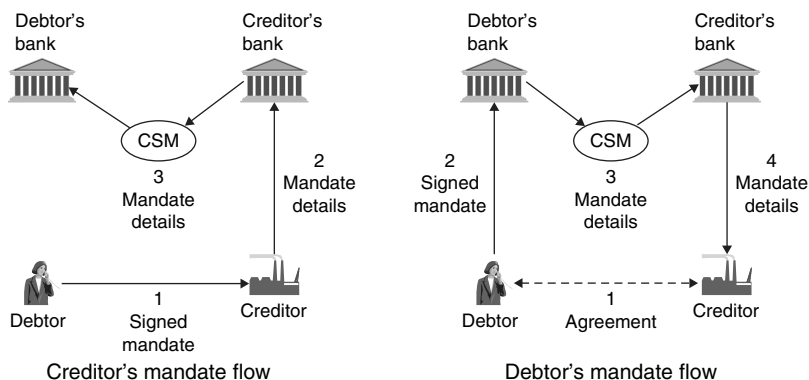 Debtor's
bank
Creditor's
bank
CSM
3
Mandate
details
2
Mandate
details
Debtor
1
Signed
mandate
Creditor
Creditor's mandate flow
Debtor's
bank
Creditor's
bank
CSM
2
Signed
mandate
3
Mandate
details
4
Mandate
details
Debtor
1
Agreement
Creditor
Debtor's mandate flow